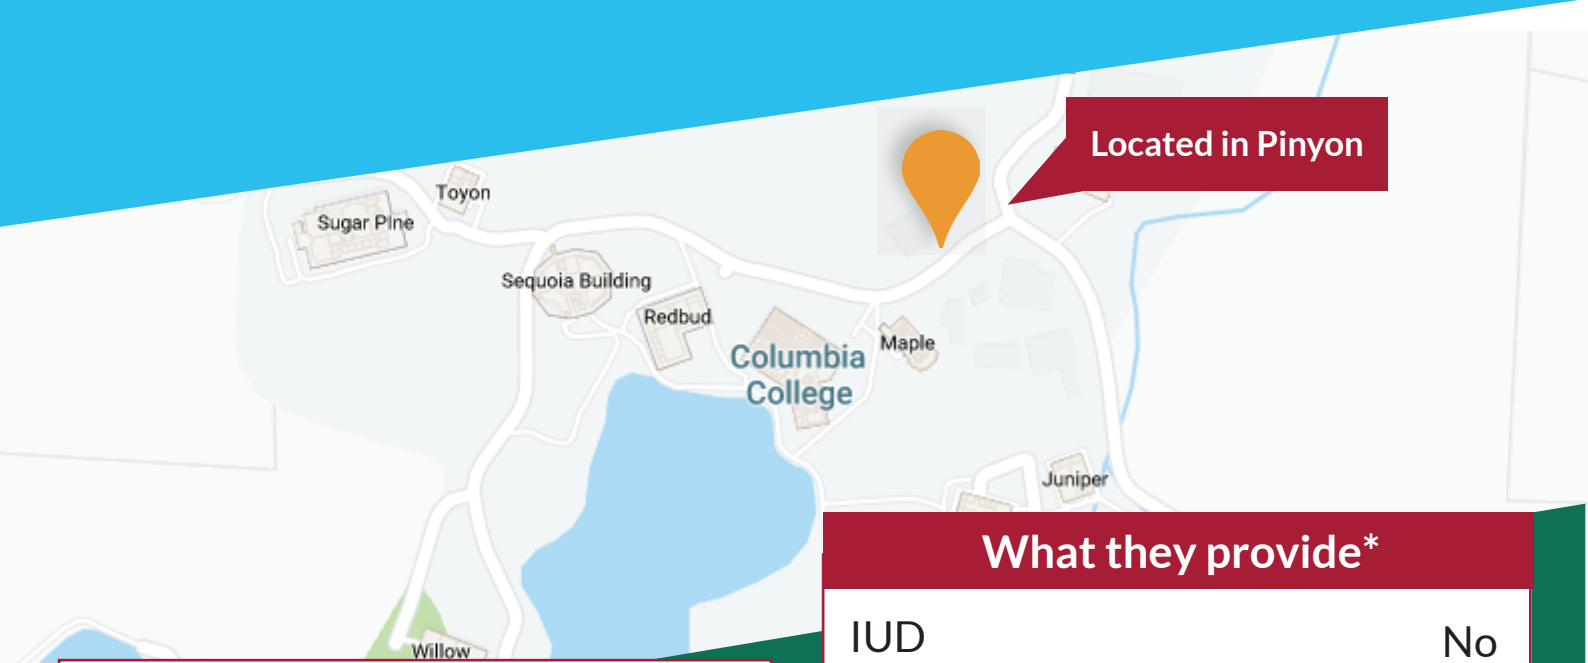 Located in Pinyon
Toyon
Sugar PIne
Sequoia Building
Redbud
Maple
Columbia
College
Juniper
What they provide*
IUD No
Willow